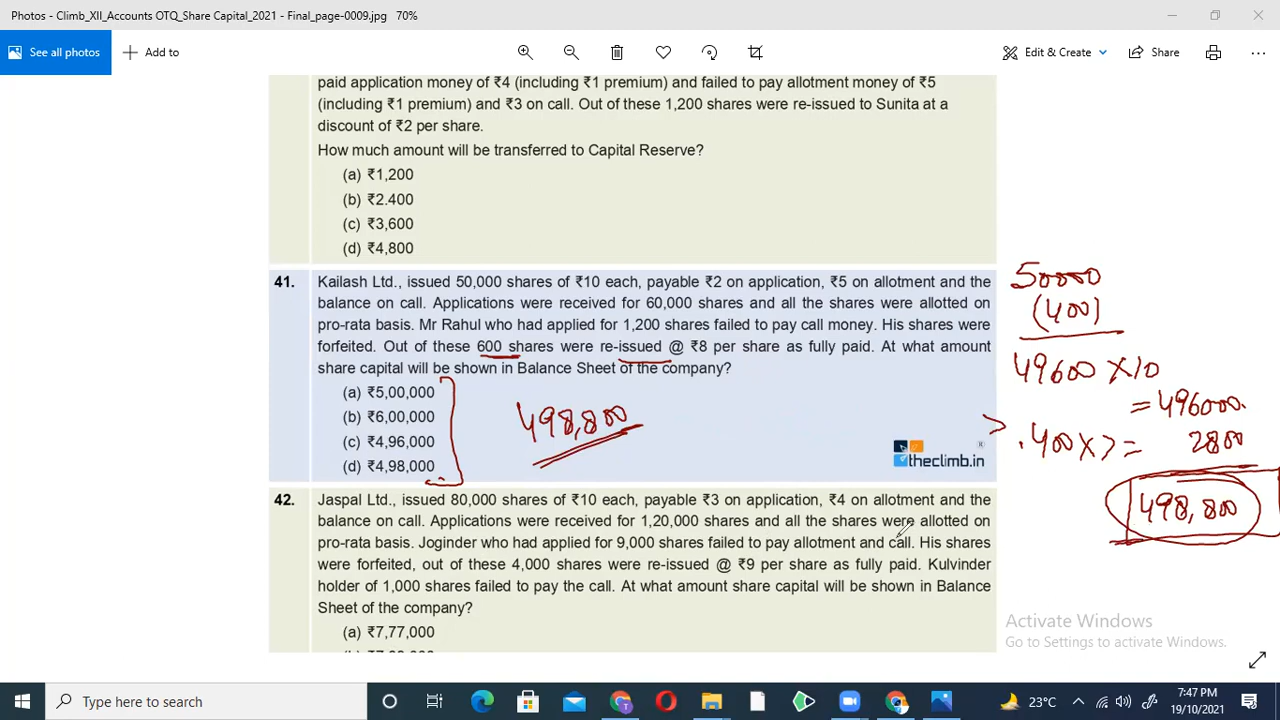 Photos - Climb_XII_Accounts OTQ_Share Capital_2021 - Final_page-0009.jpg 70%
See all photos
Add to
Edit & Create
Share
paid application money of ₹4 (including ₹1 premium) and failed to pay allotment money of ₹5
(including ₹1 premium) and ₹3 on call. Out of these 1,200 shares were re-issued to Sunita at a
discount of ₹2 per share.
How much amount will be transferred to Capital Reserve?
(a) ₹1,200
(b) ₹2.400
(c) ₹3,600
(d) ₹4,800
41. Kailash Ltd., issued 50,000 shares of ₹10 each, payable ₹2 on application, ₹5 on allotment and the
balance on call. Applications were received for 60,000 shares and all the shares were allotted on
pro-rata basis. Mr Rahul who had applied for 1,200 shares failed to pay call money. His shares were
forfeited. Out of these 600 shares were re-issued @ ₹8 per share as fully paid. At what amount
share capital will be shown in Balance Sheet of the company?
(a) ₹5,00,000
(b) ₹6,00,000
(c) ₹4,96,000
(d) ₹4,98,000
498,800
theclimb.in
50000
(400)
49600 X10
= 496000.
400X7= 2800
498,800
42. Jaspal Ltd., issued 80,000 shares of ₹10 each, payable ₹3 on application, ₹4 on allotment and the
balance on call. Applications were received for 1,20,000 shares and all the shares were allotted on
pro-rata basis. Joginder who had applied for 9,000 shares failed to pay allotment and call. His shares
were forfeited, out of these 4,000 shares were re-issued @ ₹9 per share as fully paid. Kulvinder
holder of 1,000 shares failed to pay the call. At what amount share capital will be shown in Balance
Sheet of the company?
(a) ₹7,77,000
Activate Windows
Go to Settings to activate Windows.
Type here to search
23°C
7:47 PM
19/10/2021